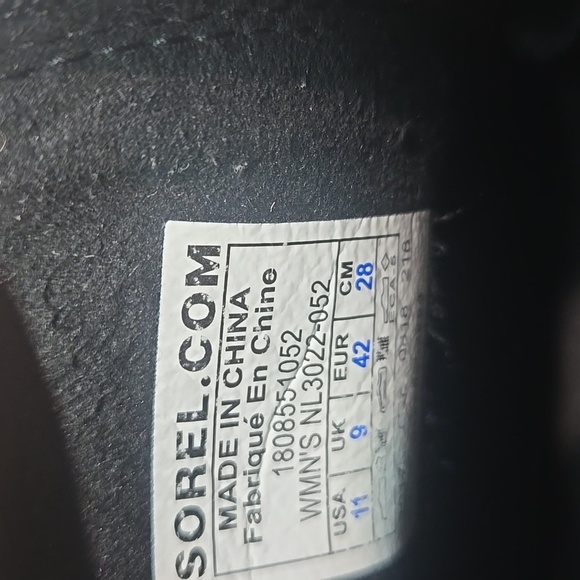 SOREL.COM
MADE IN CHINA
Fabriqué En Chine
1808551052
WMN'S NL3022-052
USA UK EUR CM
11 9 42 28